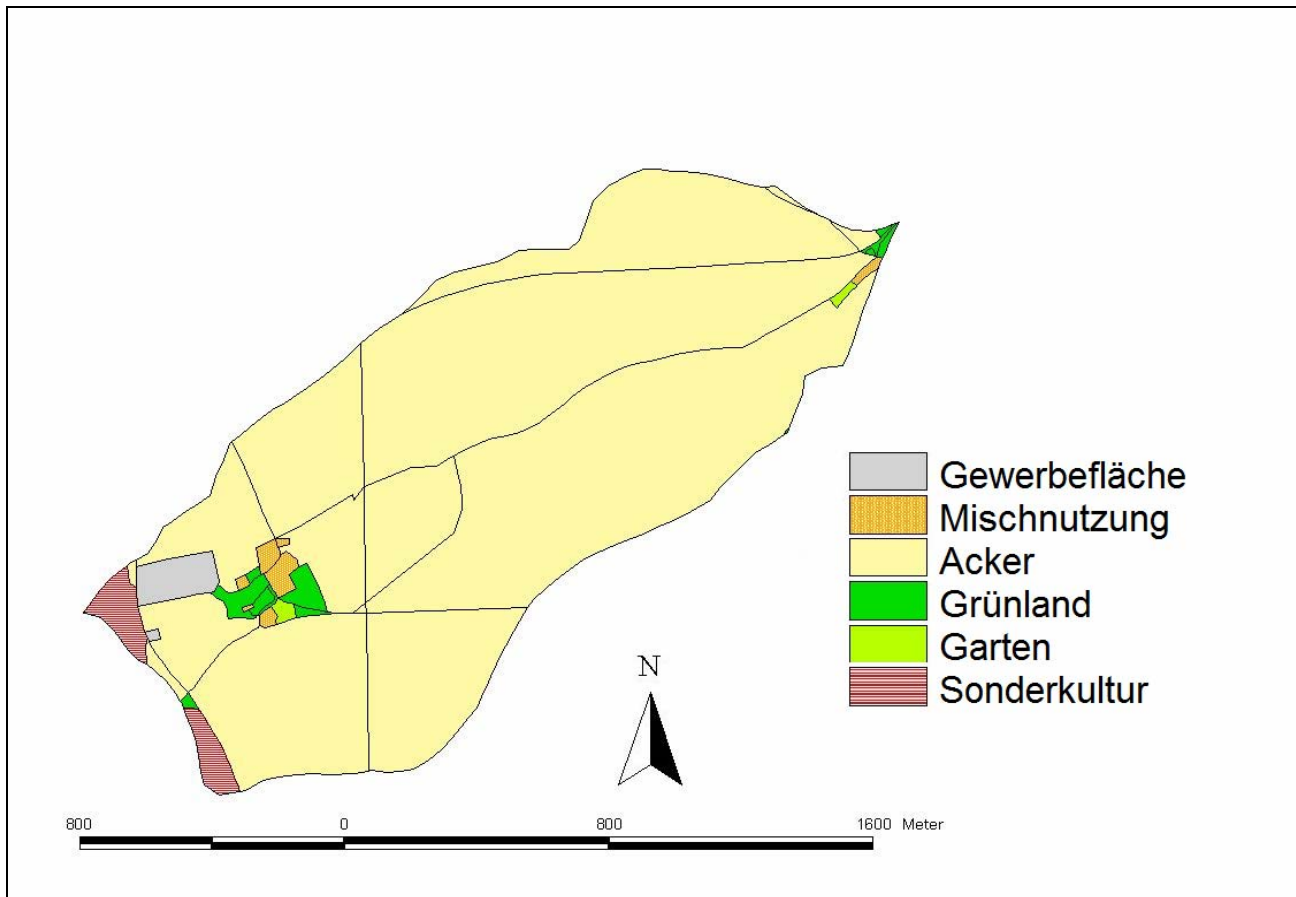 Gewerbefläche
Mischnutzung
Acker
Grünland
Garten
Sonderkultur
N
800 0 800 1600 Meter